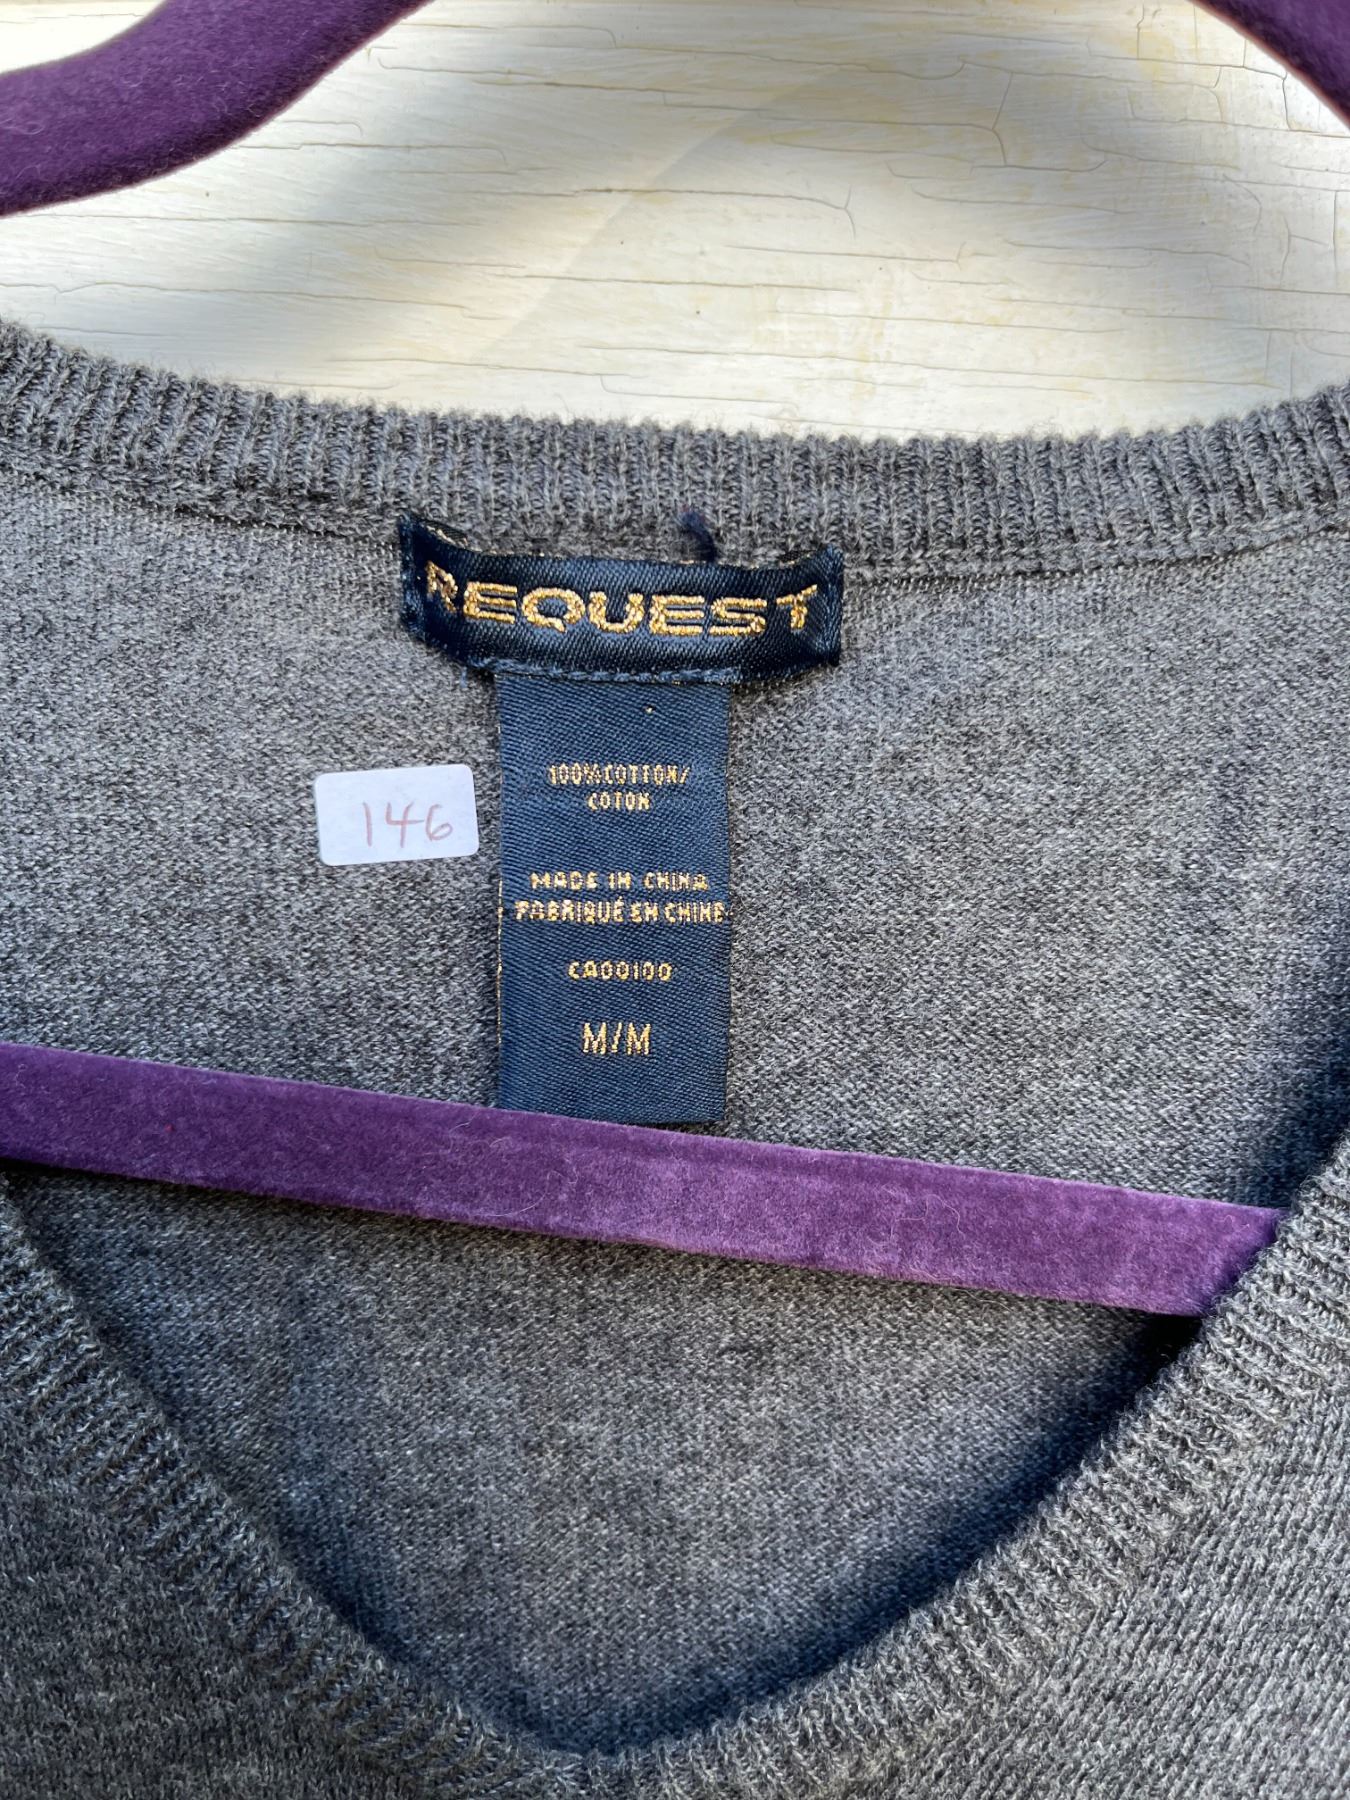 REQUEST
100% COTTON/
COTON
146
MADE IN CHINA
FABRIQUÉ EN CHINE
CA00100
M/M